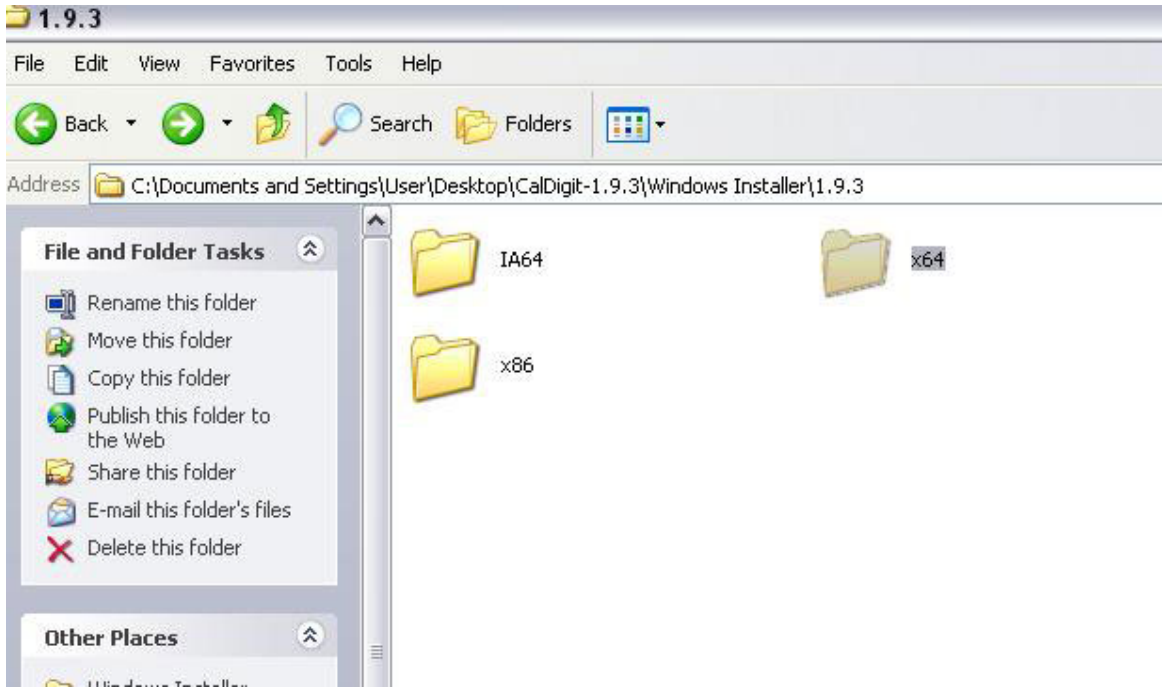 1.9.3
File Edit View Favorites Tools Help
Back Search Folders
Address C:\Documents and Settings\User\Desktop\CalDigit-1.9.3\Windows Installer\1.9.3
File and Folder Tasks
Rename this folder
Move this folder
Copy this folder
Publish this folder to
the Web
Share this folder
E-mail this folder's files
Delete this folder
Other Places
Windows Installer
IA64 x64
x86